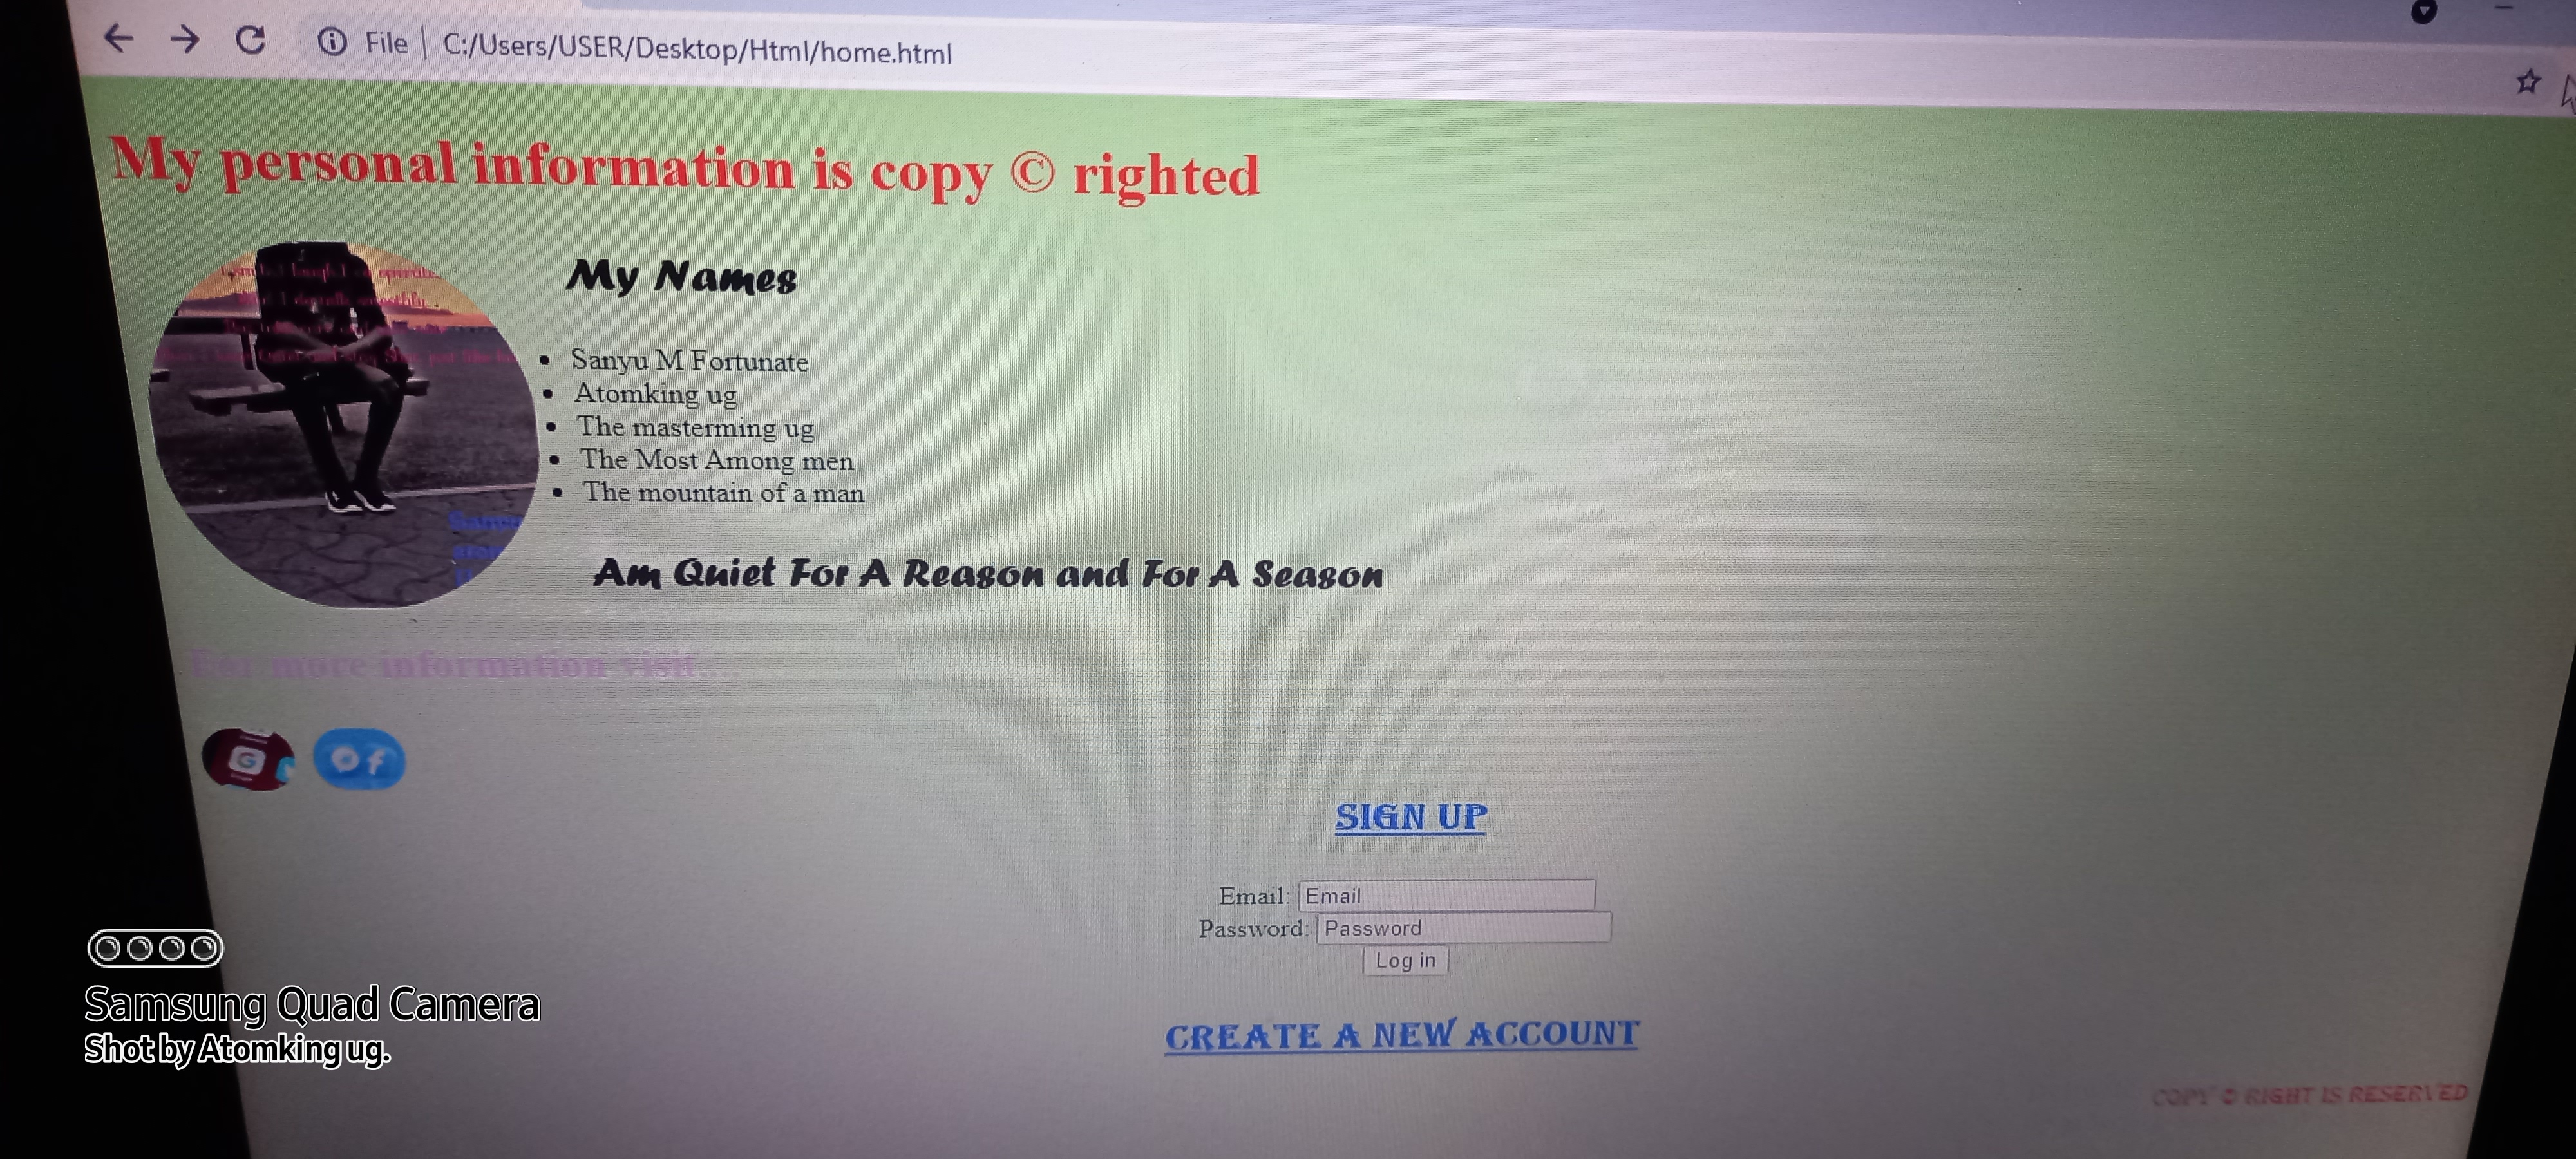 File | C:/Users/USER/Desktop/Html/home.html
My personal information is copy © righted
My Names
Sanyu M Fortunate
Atomking ug
The masterming ug
The Most Among men
The mountain of a man
Am Quiet For A Reason and For A Season
For more information visit....
G
f
SIGN UP
Email: Email
Password: Password
Log in
CREATE A NEW ACCOUNT
COPY © RIGHT IS RESERVED
Samsung Quad Camera
Shot by Atomking ug.